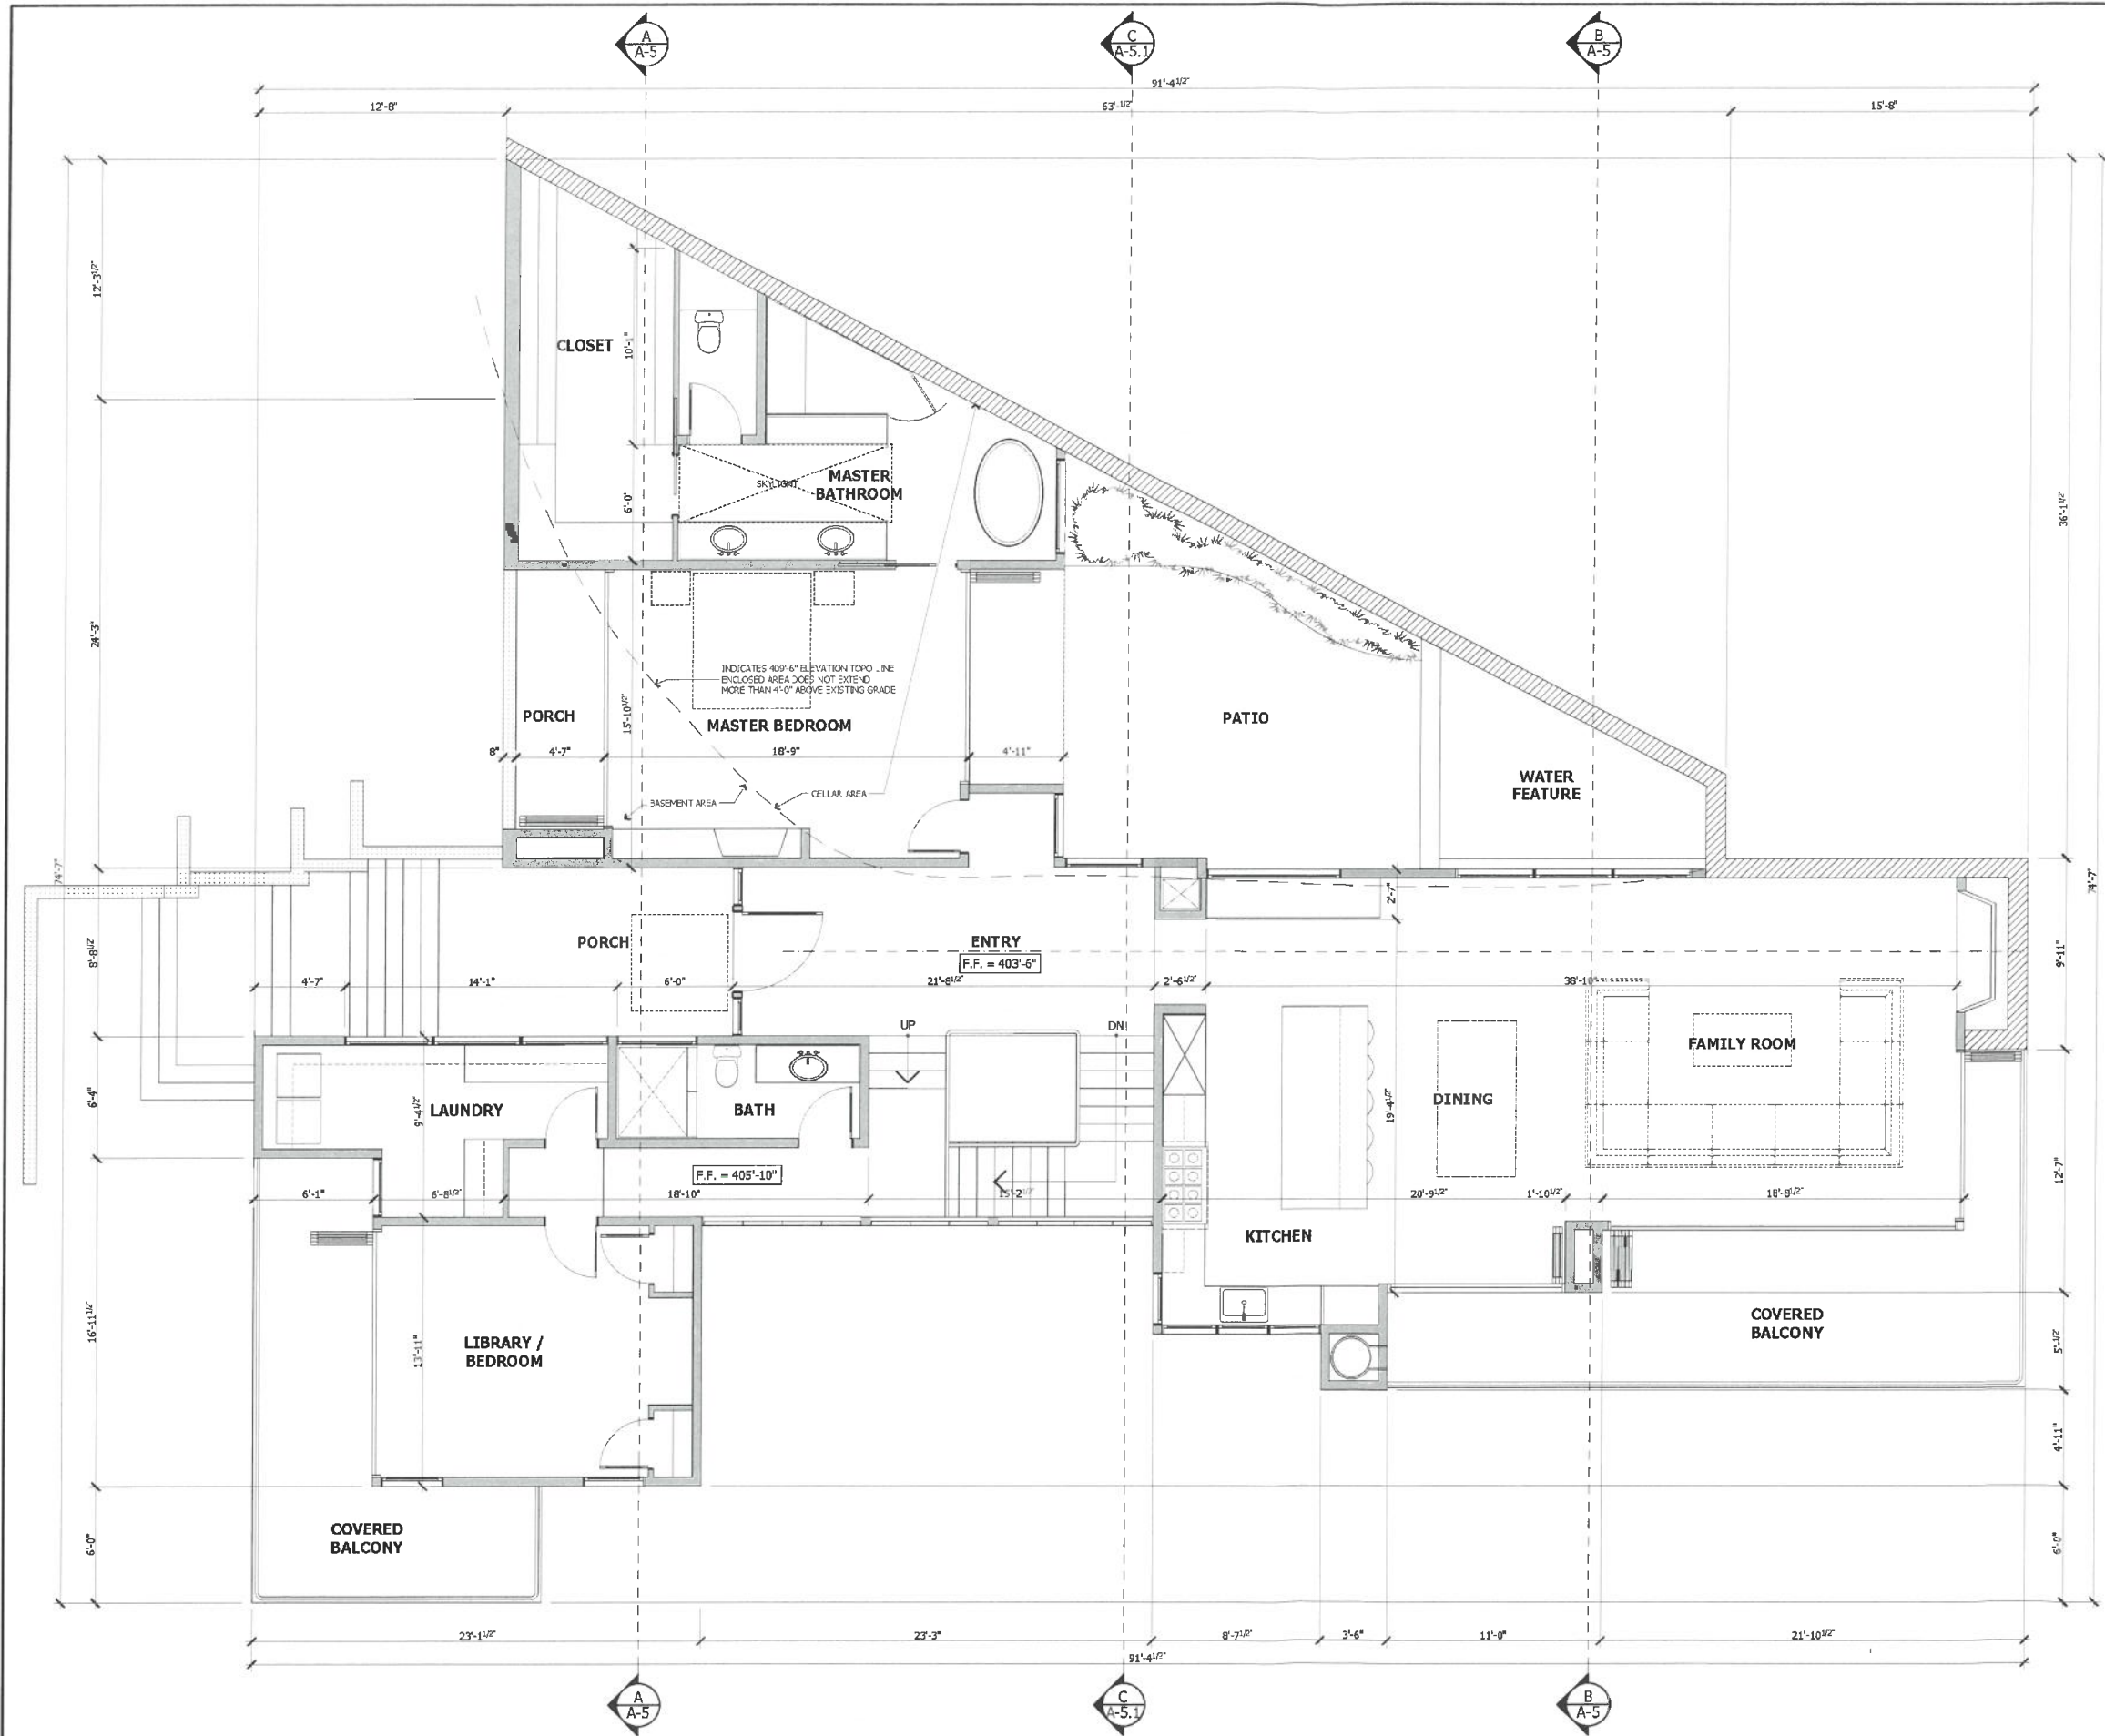 A
A-5
C
A-5.1
B
A-5
91'-4 1/2"
12'-8"
63'-1/2"
15'-8"
12'-3 1/2"
24'-3"
8'-8 1/2"
6'-4"
16'-11 1/2"
6'-0"
74'-7"
CLOSET
10'-1"
6'-0"
SKYLIGHT
MASTER
BATHROOM
36'-1 1/2"
74'-7"
INDICATES 409'-6" ELEVATION TOPO LINE
ENCLOSED AREA DOES NOT EXTEND
MORE THAN 4'-0" ABOVE EXISTING GRADE
PORCH
15'-10 1/2"
MASTER BEDROOM
PATIO
8"
4'-7"
18'-9"
4'-11"
WATER
FEATURE
BASEMENT AREA
CELLAR AREA
2'-7"
PORCH
ENTRY
F.F. = 403'-6"
9'-11"
4'-7"
14'-1"
6'-0"
21'-8 1/2"
2'-6 1/2"
38'-10"
UP
DN
FAMILY ROOM
LAUNDRY
9'-4 1/2"
BATH
DINING
19'-4 1/2"
F.F. = 405'-10"
12'-7"
6'-1"
6'-8 1/2"
18'-10"
15'-2 1/2"
20'-9 1/2"
1'-10 1/2"
18'-8 1/2"
KITCHEN
LIBRARY /
BEDROOM
13'-11"
COVERED
BALCONY
5'-1/2"
4'-11"
6'-0"
COVERED
BALCONY
23'-1 1/2"
23'-3"
8'-7 1/2"
3'-6"
11'-0"
21'-10 1/2"
91'-4 1/2"
A
A-5
C
A-5.1
B
A-5